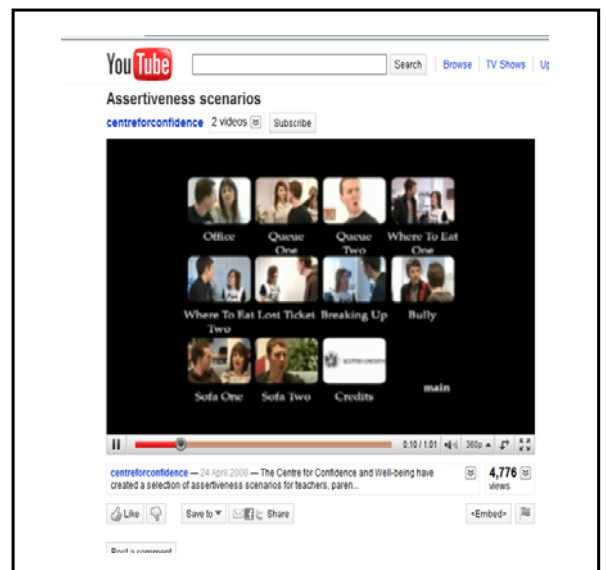 YouTube Search Browse TV Shows Up
Assertiveness scenarios
centreforconfidence 2 videos Subscribe
Office Queue One Queue Two Where To Eat One
Where To Eat Two Lost Ticket Breaking Up Bully
Sofa One Sofa Two Credits main
0:10 / 1:01 360p
centreforconfidence — 24 April 2008 — The Centre for Confidence and Well-being have 4,776
created a selection of assertiveness scenarios for teachers, paren... views
Like Save to Share <Embed>
Post a comment